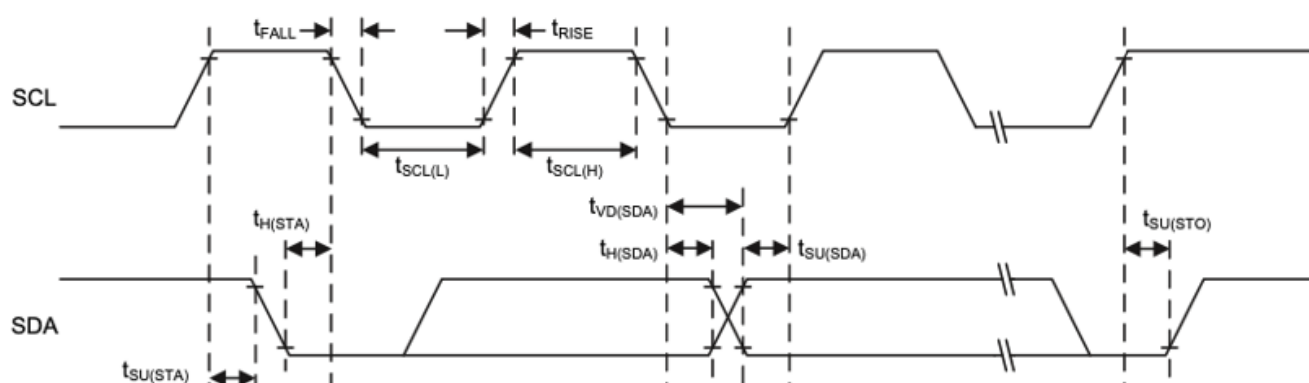 tFALL
tRISE
SCL
tSCL(L)
tSCL(H)
tH(STA)
tVD(SDA)
tH(SDA)
tSU(SDA)
tSU(STO)
SDA
tSU(STA)